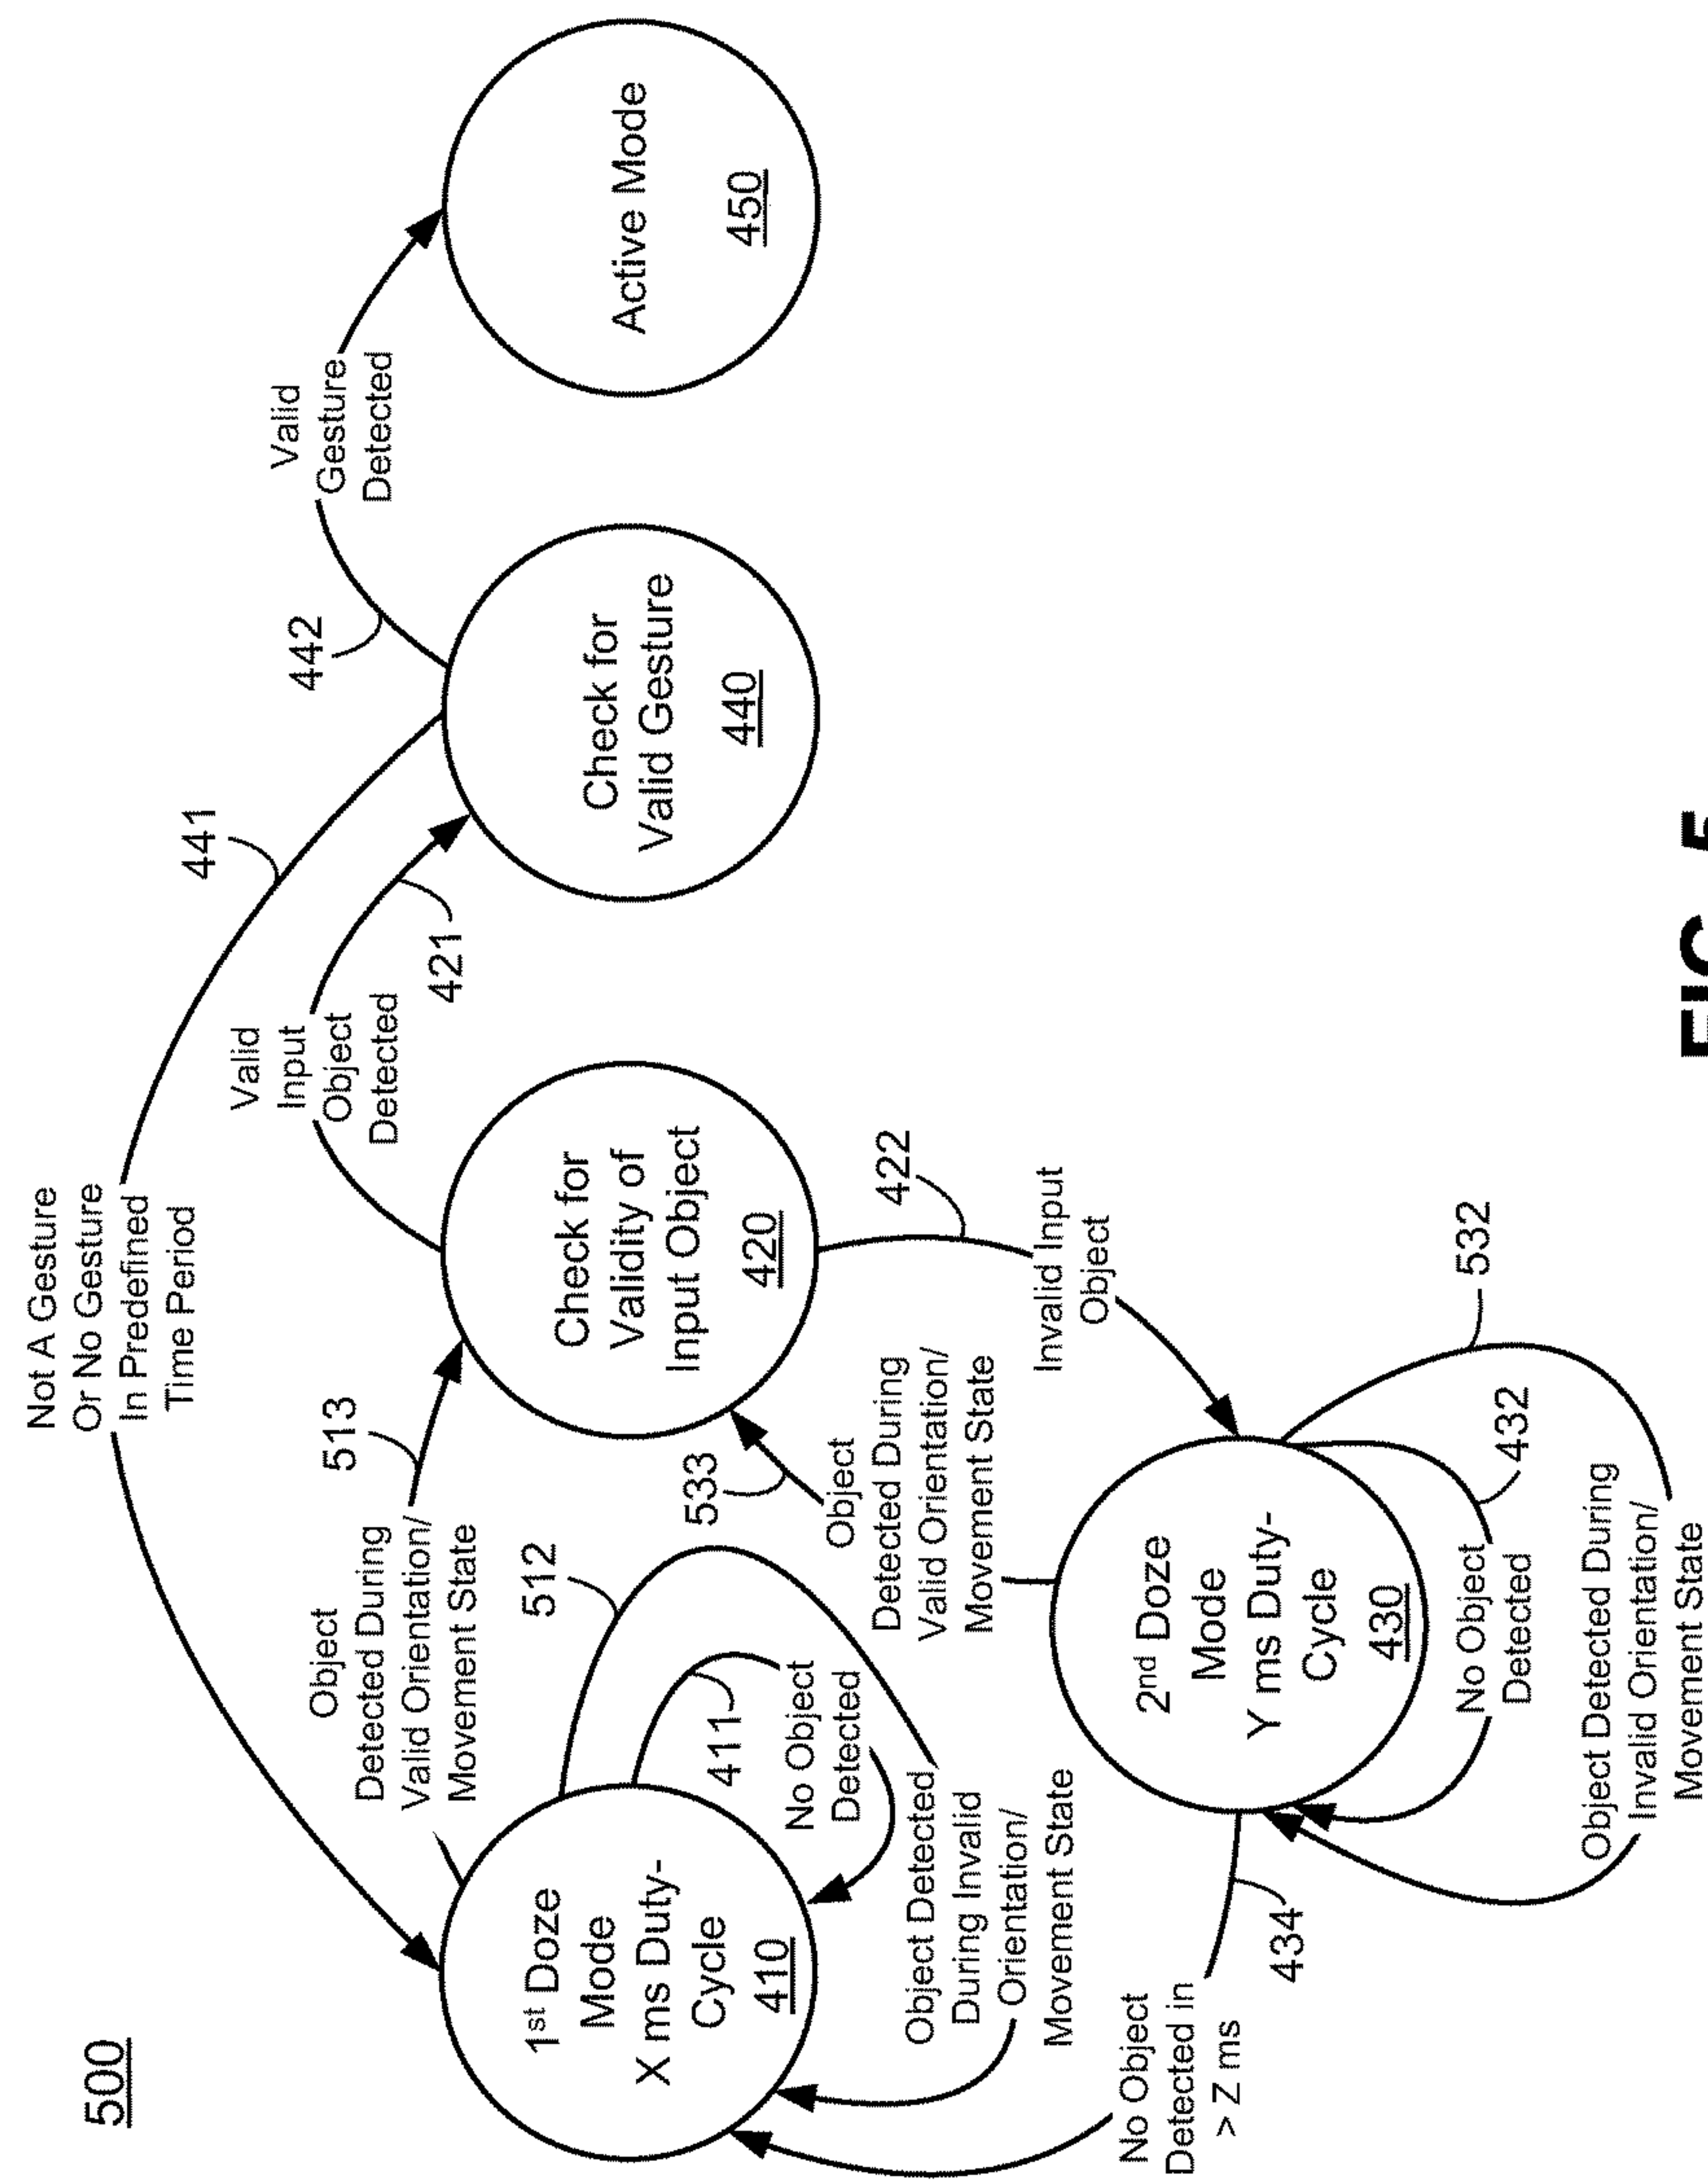 500
Not A Gesture
Or No Gesture
In Predefined
Time Period
441
Object
Detected During
Valid Orientation/
Movement State
513
Valid
Input
Object
Detected
421
442
Valid
Gesture
Detected
1st Doze
Mode
X ms Duty-
Cycle
410
512
411
No Object
Detected
Object Detected
During Invalid
Orientation/
Movement State
Check for
Validity of
Input Object
420
Check for
Valid Gesture
440
Active Mode
450
533
Object
Detected During
Valid Orientation/
Movement State
422
Invalid Input
Object
No Object
Detected in
> Z ms
434
2nd Doze
Mode
Y ms Duty-
Cycle
430
No Object
Detected
432
532
Object Detected During
Invalid Orientation/
Movement State